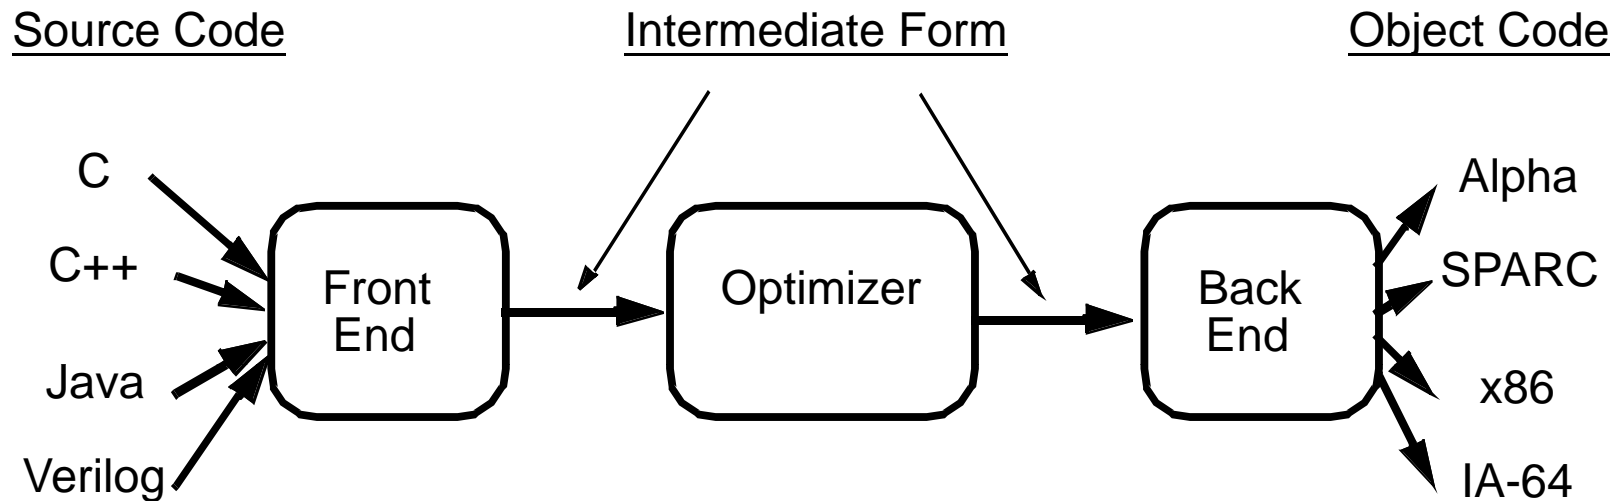 Source Code
Intermediate Form
Object Code
C
C++
Java
Verilog
Front
End
Optimizer
Back
End
Alpha
SPARC
x86
IA-64